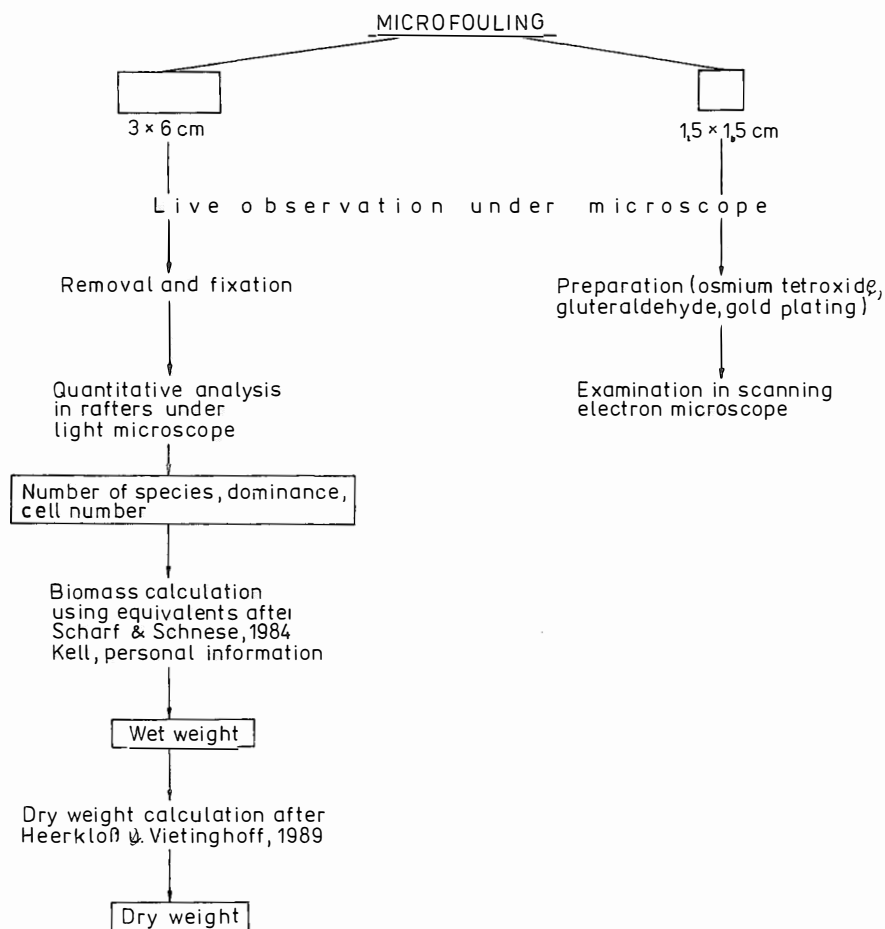 MICROFOULING
3 × 6 cm
1,5 × 1,5 cm
Live observation under microscope
Removal and fixation
Preparation (osmium tetroxide,
gluteraldehyde, gold plating)
Quantitative analysis
in rafters under
light microscope
Examination in scanning
electron microscope
Number of species, dominance,
cell number
Biomass calculation
using equivalents after
Scharf & Schnese, 1984
Kell, personal information
Wet weight
Dry weight calculation after
Heerkloß u. Vietinghoff, 1989
Dry weight